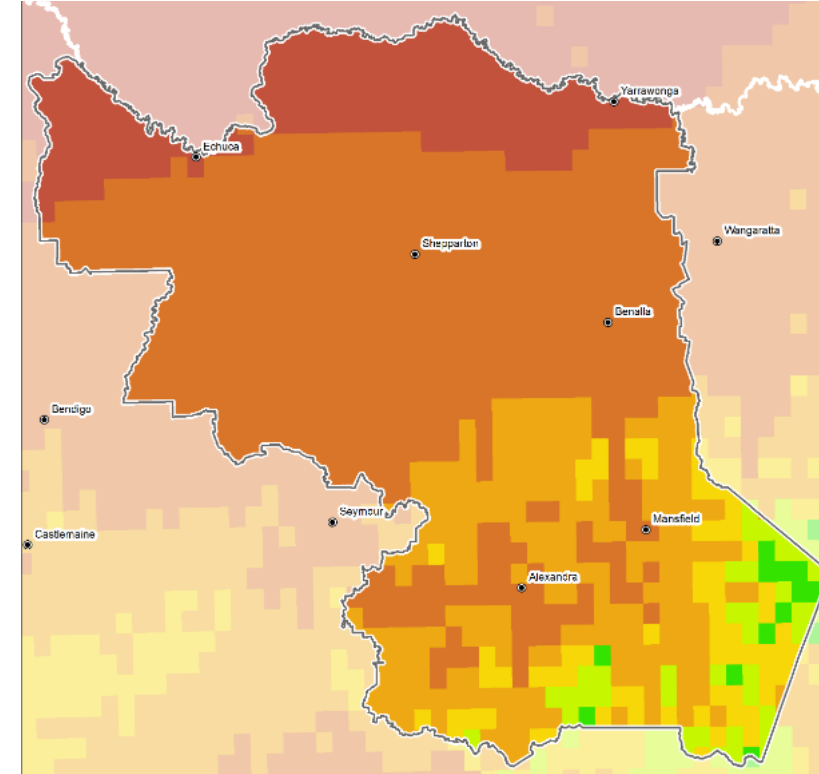 Yarrawonga
Echuca
Wangaratta
Shepparton
Benalla
Bendigo
Seymour
Mansfield
Castlemaine
Alexandra